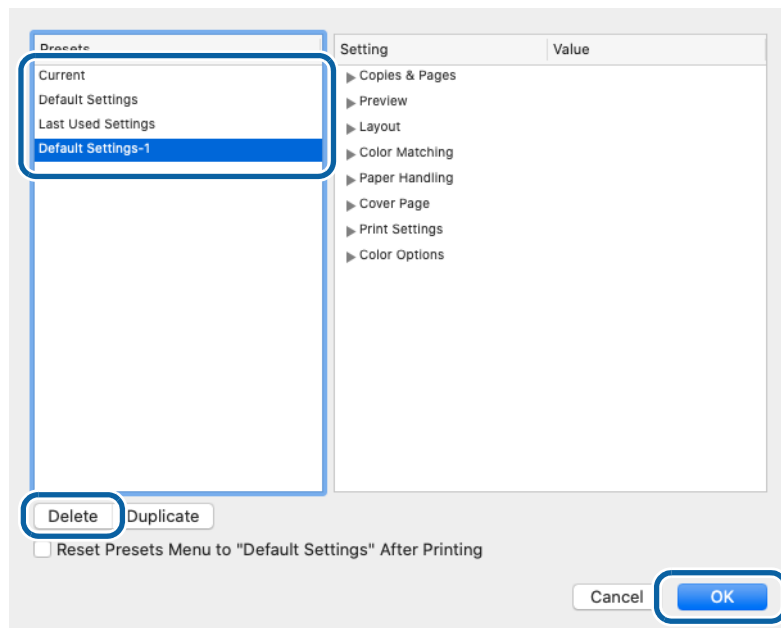 Presets
Setting
Value
Current
Default Settings
Last Used Settings
Default Settings-1
Copies & Pages
Preview
Layout
Color Matching
Paper Handling
Cover Page
Print Settings
Color Options
Delete
Duplicate
Reset Presets Menu to "Default Settings" After Printing
Cancel
OK